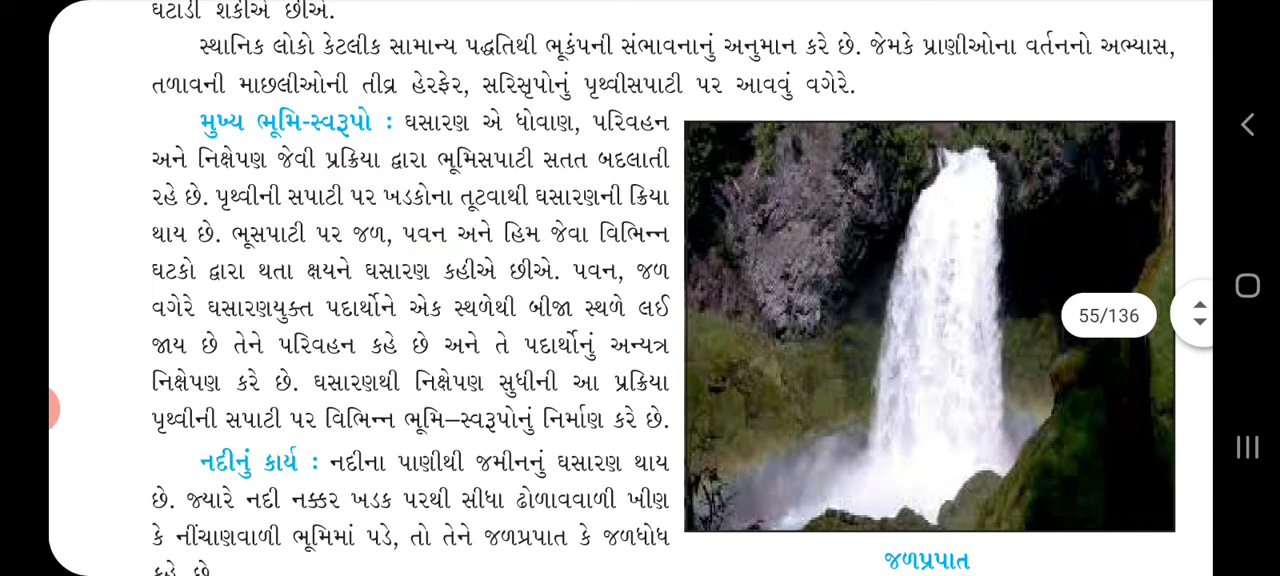 ઘટાડી શકીએ છીએ.
સ્થાનિક લોકો કેટલીક સામાન્ય પદ્ધતિથી ભૂકંપની સંભાવનાનું અનુમાન કરે છે. જેમકે પ્રાણીઓના વર્તનનો અભ્યાસ,
તળાવની માછલીઓની તીવ્ર હેરફેર, સરિસૃપોનું પૃથ્વીસપાટી પર આવવું વગેરે.
મુખ્ય ભૂમિ-સ્વરૂપો : ઘસારણ એ ધોવાણ, પરિવહન
અને નિક્ષેપણ જેવી પ્રક્રિયા દ્વારા ભૂમિસપાટી સતત બદલાતી
રહે છે. પૃથ્વીની સપાટી પર ખડકોના તૂટવાથી ઘસારણની ક્રિયા
થાય છે. ભૂસપાટી પર જળ, પવન અને હિમ જેવા વિભિન્ન
ઘટકો દ્વારા થતા ક્ષયને ઘસારણ કહીએ છીએ. પવન, જળ
વગેરે ઘસારણયુક્ત પદાર્થોને એક સ્થળેથી બીજા સ્થળે લઈ
જાય છે તેને પરિવહન કહે છે અને તે પદાર્થોનું અન્યત્ર
નિક્ષેપણ કરે છે. ઘસારણથી નિક્ષેપણ સુધીની આ પ્રક્રિયા
પૃથ્વીની સપાટી પર વિભિન્ન ભૂમિ–સ્વરૂપોનું નિર્માણ કરે છે.
નદીનું કાર્ય : નદીના પાણીથી જમીનનું ઘસારણ થાય
છે. જ્યારે નદી નક્કર ખડક પરથી સીધા ઢોળાવવાળી ખીણ
કે નીંચાણવાળી ભૂમિમાં પડે, તો તેને જળપ્રપાત કે જળધોધ
કહે છે.
જળપ્રપાત
55/136